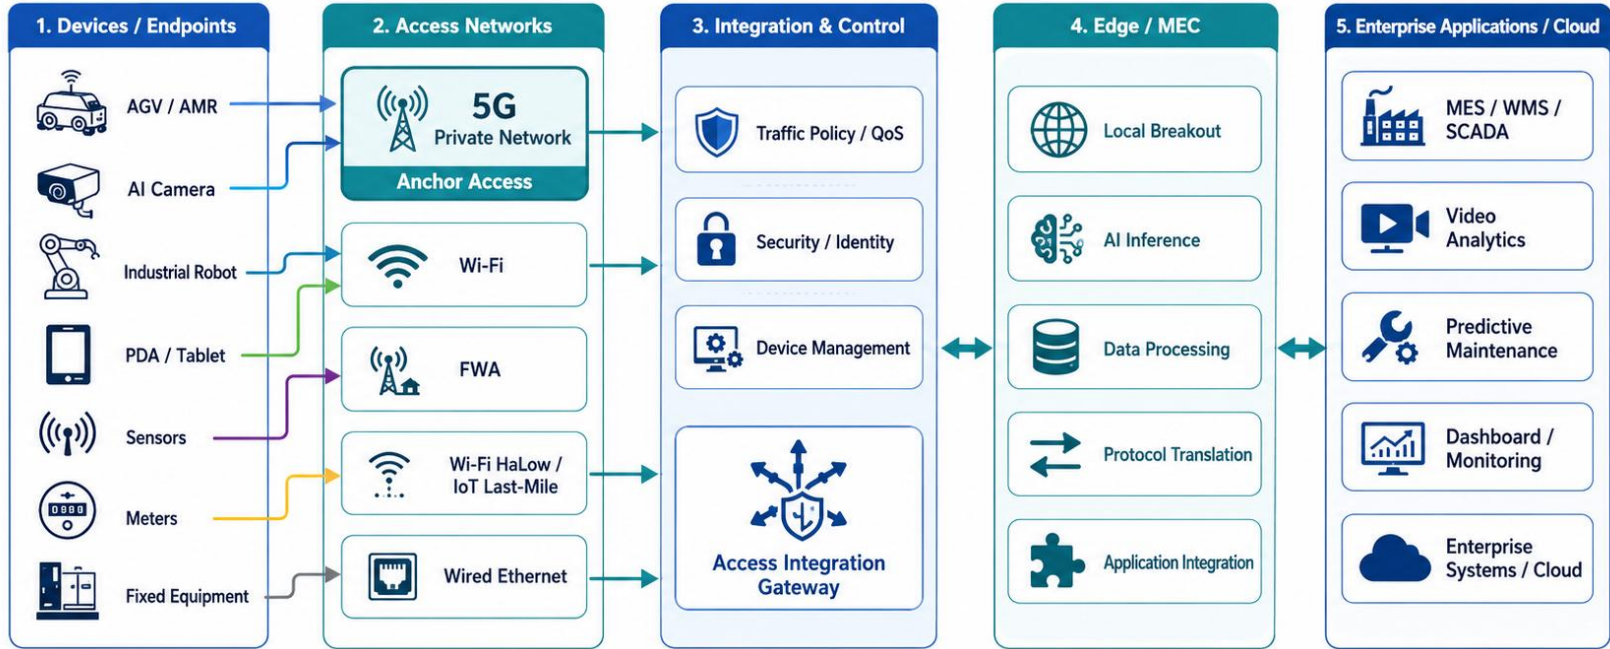 1. Devices / Endpoints
AGV / AMR
AI Camera
Industrial Robot
PDA / Tablet
Sensors
Meters
Fixed Equipment
2. Access Networks
5G
Private Network
Anchor Access
Wi-Fi
FWA
Wi-Fi HaLow /
IoT Last-Mile
Wired Ethernet
3. Integration & Control
Traffic Policy / QoS
Security / Identity
Device Management
Access Integration
Gateway
4. Edge / MEC
Local Breakout
AI Inference
Data Processing
Protocol Translation
Application Integration
5. Enterprise Applications / Cloud
MES / WMS /
SCADA
Video
Analytics
Predictive
Maintenance
Dashboard /
Monitoring
Enterprise
Systems / Cloud